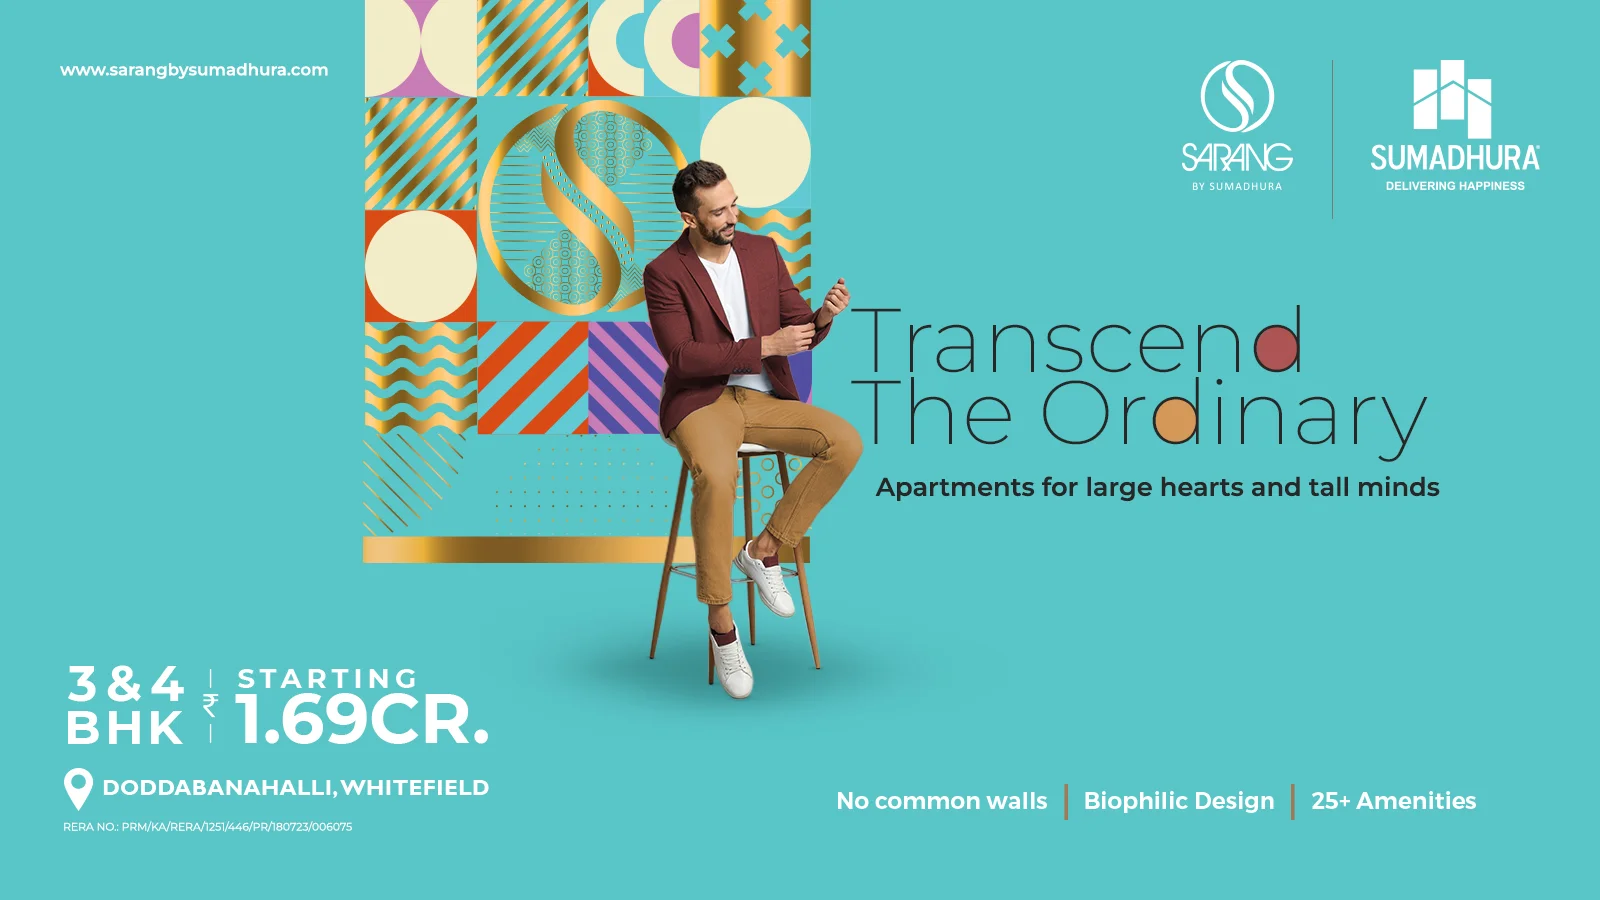 www.sarangbysumadhura.com
SARANG
BY SUMADHURA
SUMADHURA
DELIVERING HAPPINESS
Transcend
The Ordinary
Apartments for large hearts and tall minds
3 & 4
BHK
₹
STARTING
1.69CR.
DODDABANAHALLI, WHITEFIELD
RERA NO.: PRM/KA/RERA/1251/446/PR/180723/006075
No common walls | Biophilic Design | 25+ Amenities